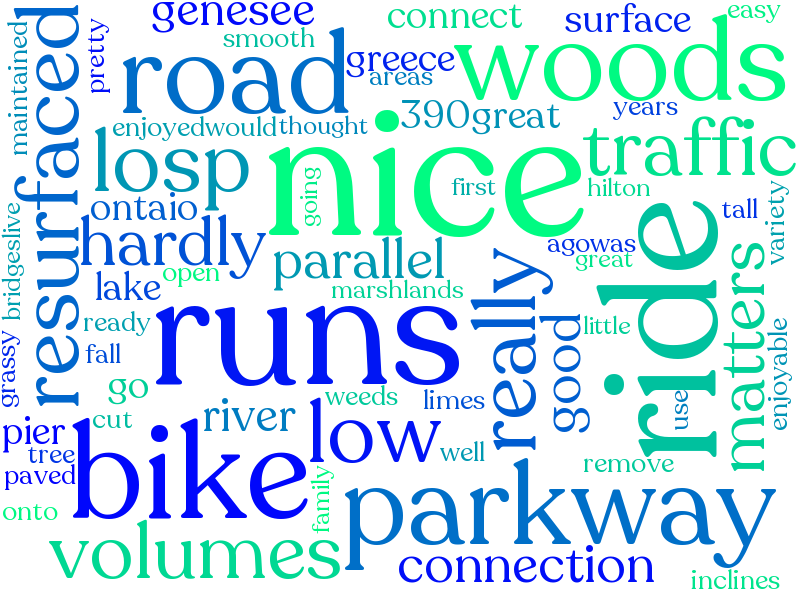 genesee
connect
surface
easy
maintained
resurfaced
pretty
smooth
road
greece
areas
woods
years
390great
enjoyedwould
thought
traffic
losp
nice
going
first
hilton
ontaio
tall
variety
hardly
parallel
agowas
great
bridgeslive
lake
open
marshlands
ride
matters
really
good
runs
ready
little
enjoyable
grassy
fall
go
weeds
limes
use
pier
cut
river
low
well
tree
bike
remove
paved
family
parkway
onto
volumes
connection
inclines